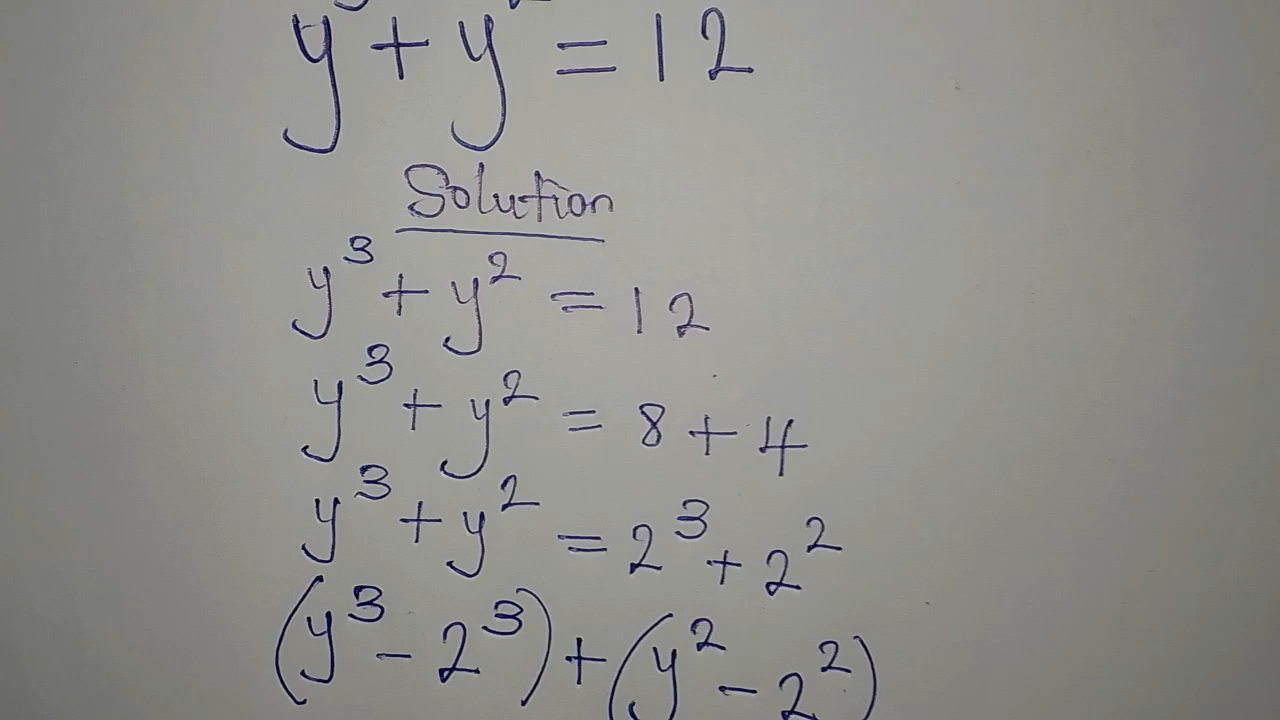 y³ + y² = 12
Solution
y³ + y² = 12
y³ + y² = 8 + 4
y³ + y² = 2³ + 2²
(y³ - 2³) + (y² - 2²)